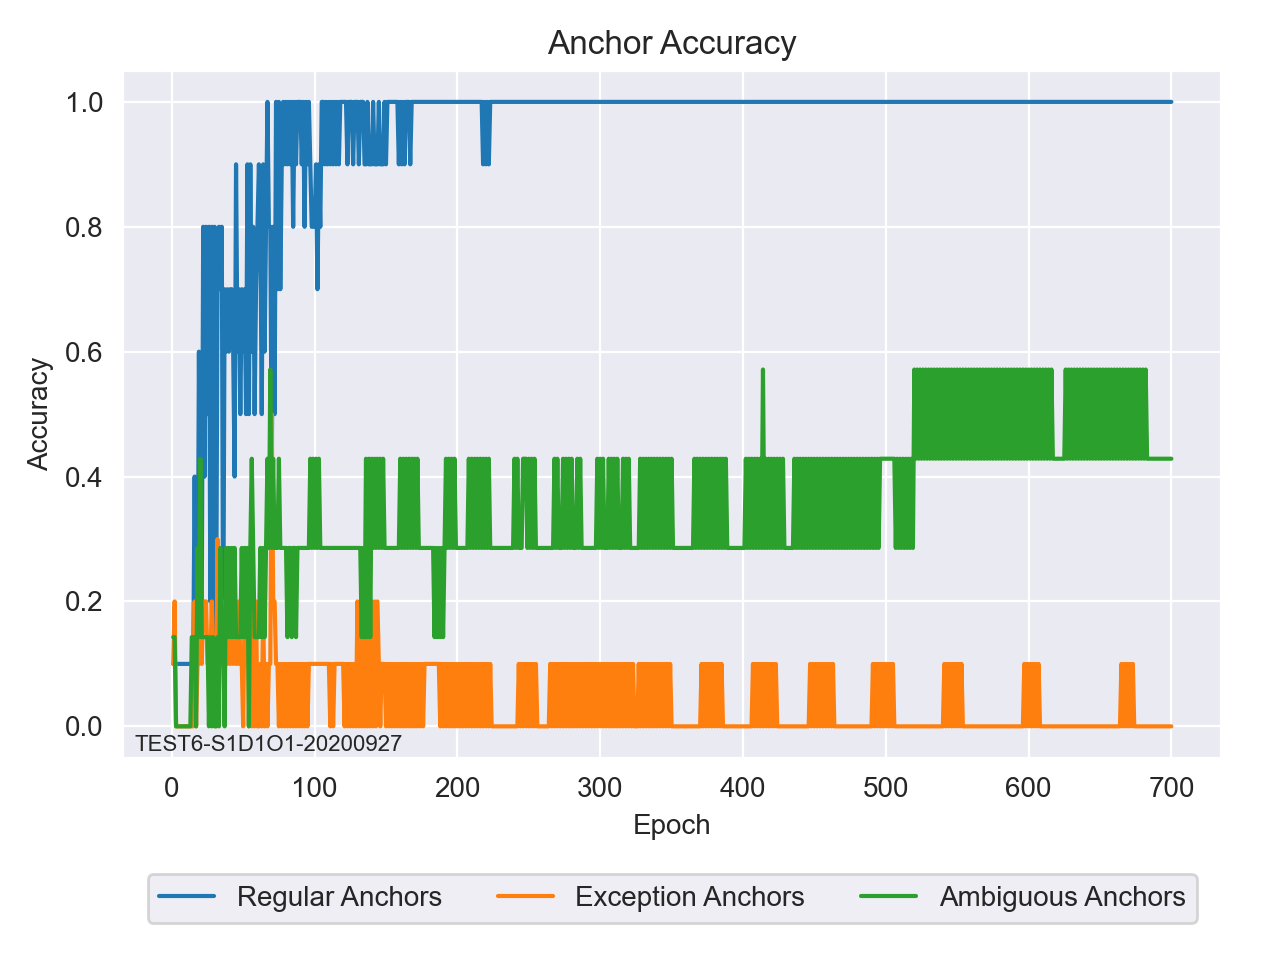 Anchor Accuracy
1.0
0.8
0.6
0.4
0.2
0.0
Accuracy
TEST6-S1D1O1-20200927
0 100 200 300 400 500 600 700
Epoch
Regular Anchors Exception Anchors Ambiguous Anchors